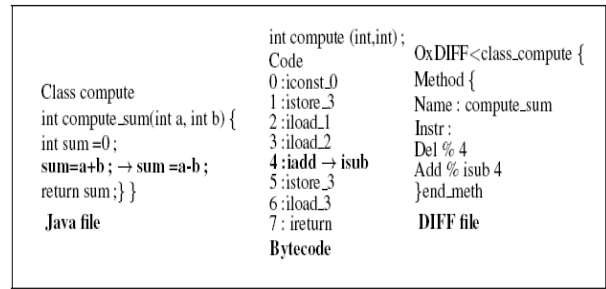 Class compute
int compute_sum(int a, int b) {
int sum =0 ;
sum=a+b ; → sum =a-b ;
return sum ;} }
Java file
int compute (int,int) ;
Code
0 :iconst_0
1 :istore_3
2 :iload_1
3 :iload_2
4 :iadd → isub
5 :istore_3
6 :iload_3
7 : ireturn
Bytecode
OxDIFF<class_compute {
Method {
Name : compute_sum
Instr :
Del % 4
Add % isub 4
}end_meth
DIFF file